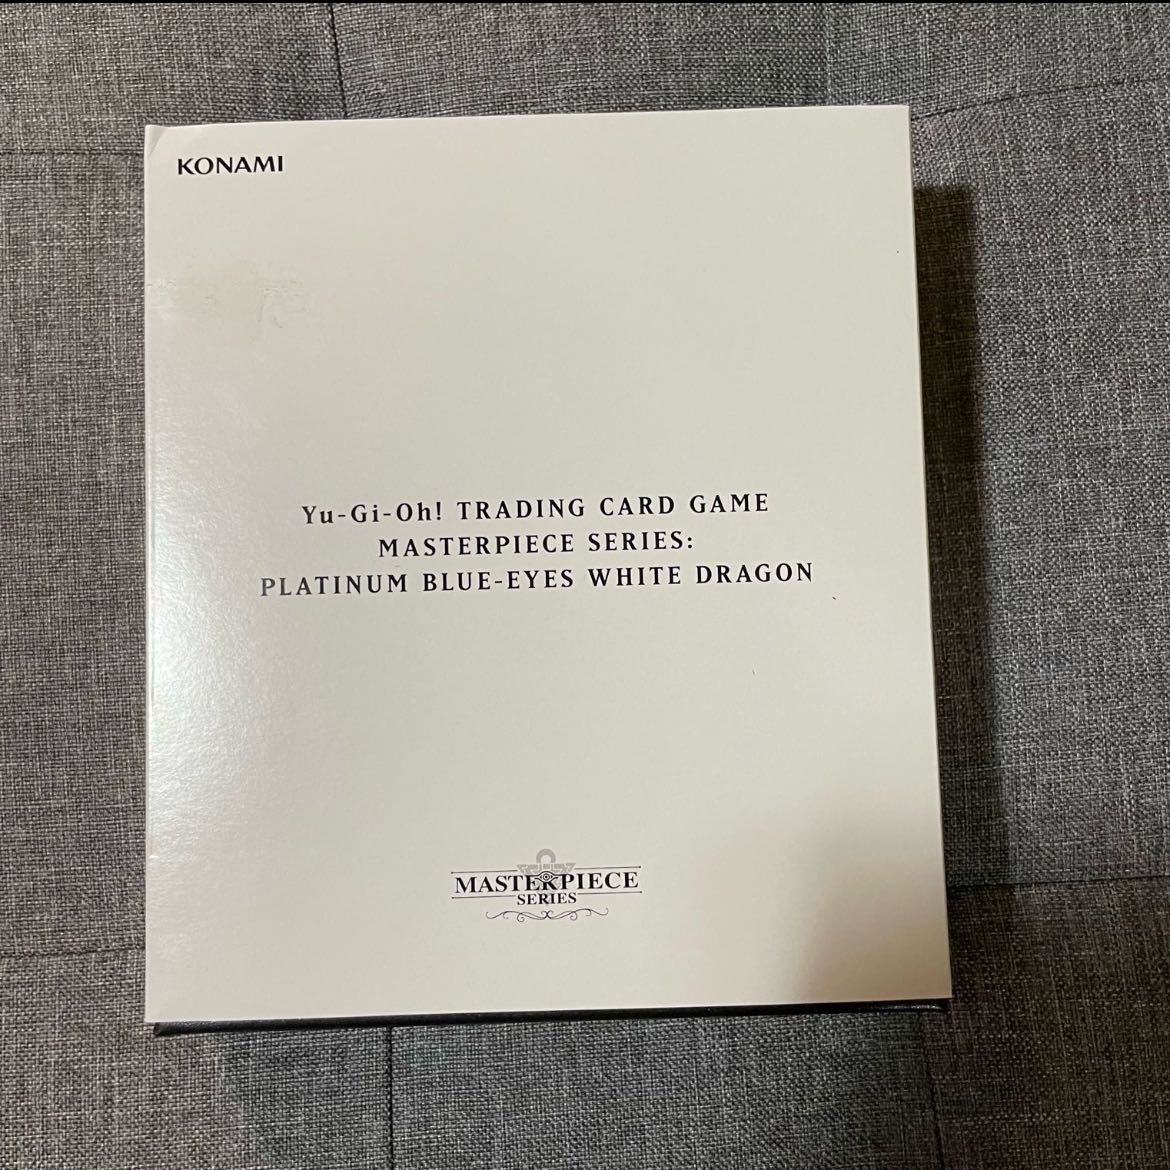 KONAMI
Yu-Gi-Oh! TRADING CARD GAME
MASTERPIECE SERIES:
PLATINUM BLUE-EYES WHITE DRAGON
MASTERPIECE
SERIES